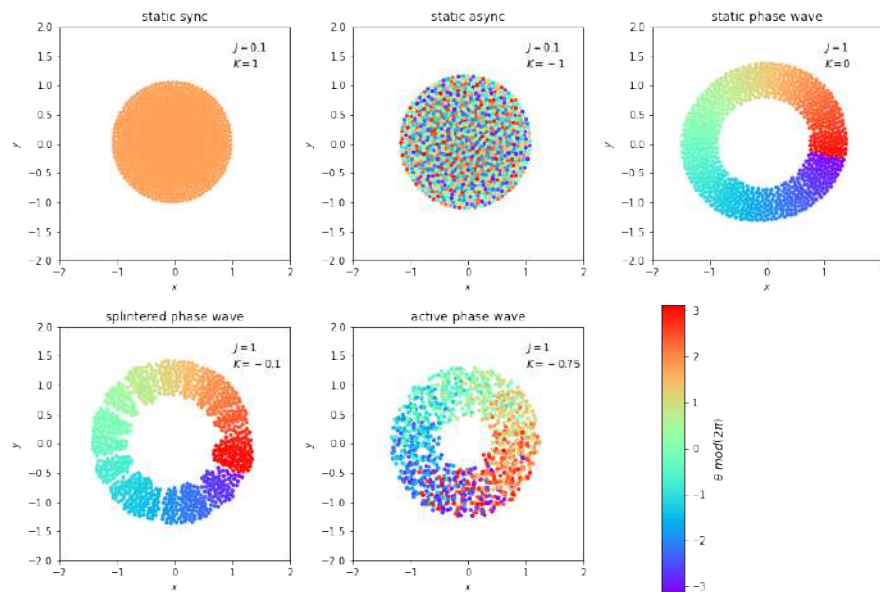 static sync
2.0
1.5
1.0
0.5
0.0
−0.5
−1.0
−1.5
−2.0
y
J = 0.1
K = 1
−2
−1
0
1
2
x
static async
2.0
1.5
1.0
0.5
0.0
−0.5
−1.0
−1.5
−2.0
y
J = 0.1
K = −1
−2
−1
0
1
2
x
static phase wave
2.0
1.5
1.0
0.5
0.0
−0.5
−1.0
−1.5
−2.0
y
J = 1
K = 0
−2
−1
0
1
2
x
splintered phase wave
2.0
1.5
1.0
0.5
0.0
−0.5
−1.0
−1.5
−2.0
y
J = 1
K = −0.1
−2
−1
0
1
2
x
active phase wave
2.0
1.5
1.0
0.5
0.0
−0.5
−1.0
−1.5
−2.0
y
J = 1
K = −0.75
−2
−1
0
1
2
x
3
2
1
0
−1
−2
−3
θ mod(2π)